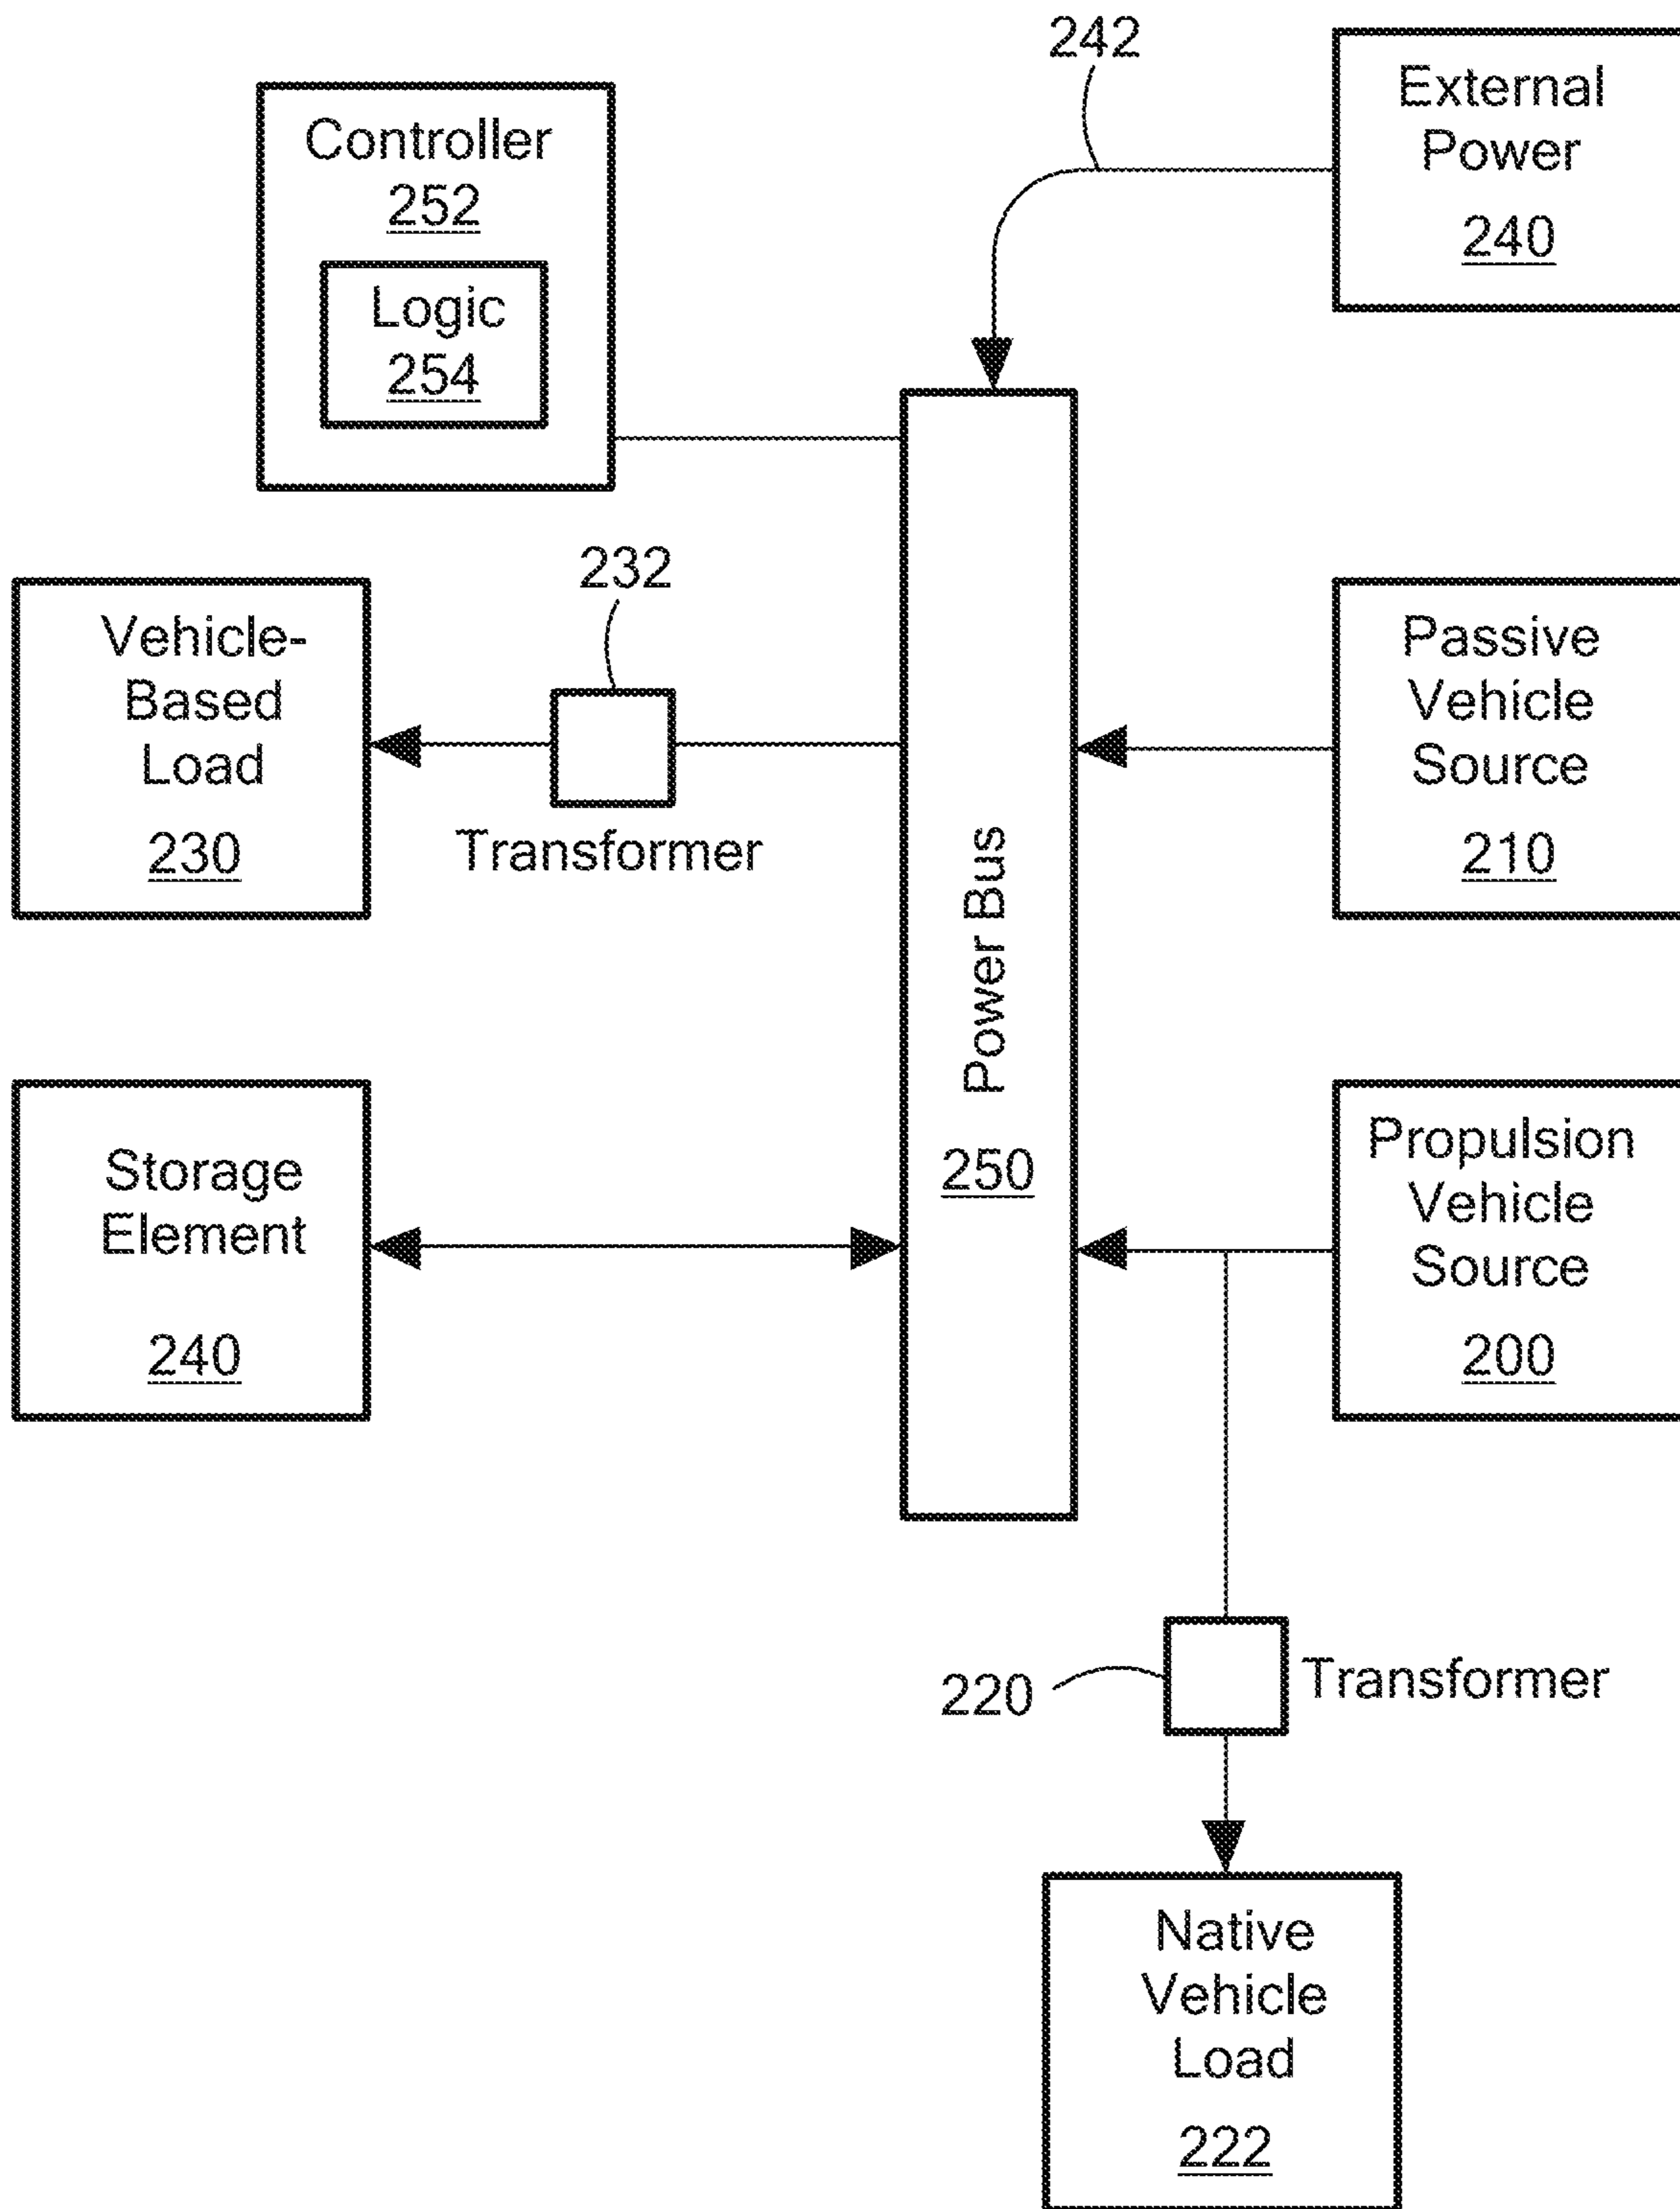 242
External
Power
240
Controller
252
Logic
254
232
Vehicle-
Based
Load
230
Transformer
Passive
Vehicle
Source
210
Power Bus
250
Storage
Element
240
Propulsion
Vehicle
Source
200
220
Transformer
Native
Vehicle
Load
222